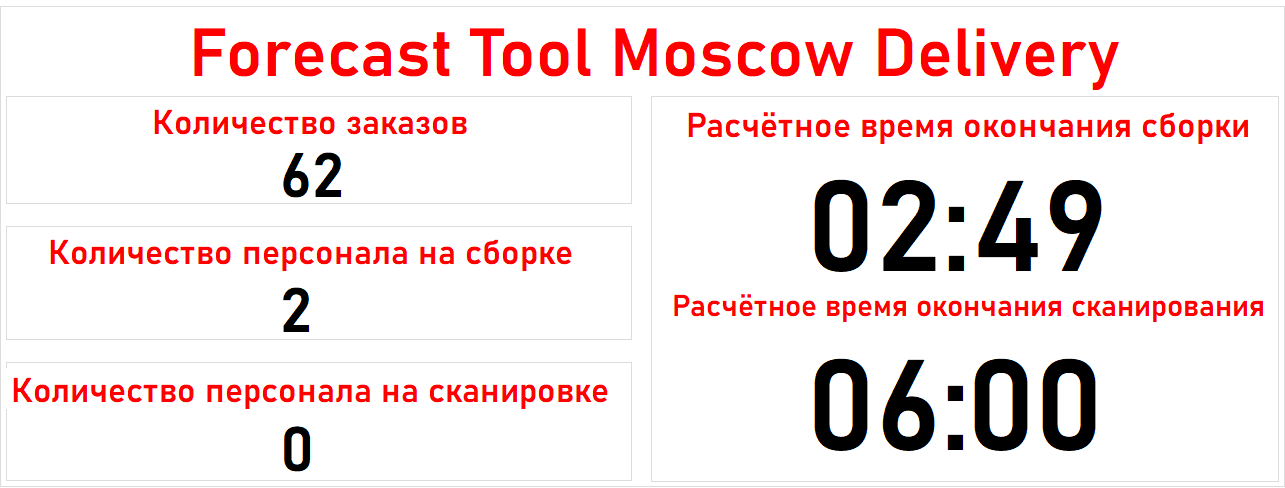 Forecast Tool Moscow Delivery
Количество заказов
62
Количество персонала на сборке
2
Количество персонала на сканировке
0
Расчётное время окончания сборки
02:49
Расчётное время окончания сканирования
06:00